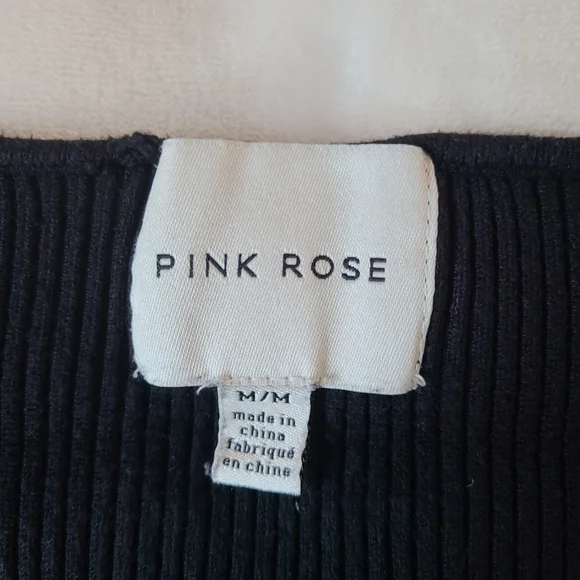 PINK ROSE
M/M
made in
china
fabriqué
en chine